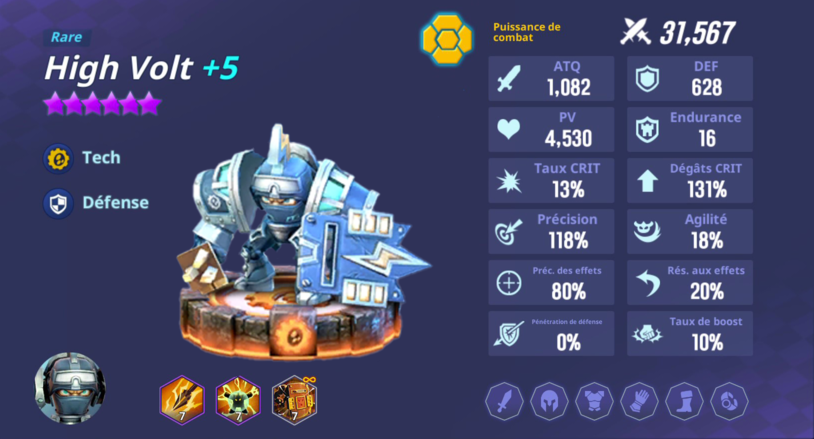 Rare
High Volt +5
Tech
Défense
7
7
7
Puissance de
combat
31,567
ATQ
1,082
DEF
628
PV
4,530
Endurance
16
Taux CRIT
13%
Dégâts CRIT
131%
Précision
118%
Agilité
18%
Préc. des effets
80%
Rés. aux effets
20%
Pénétration de défense
0%
Taux de boost
10%